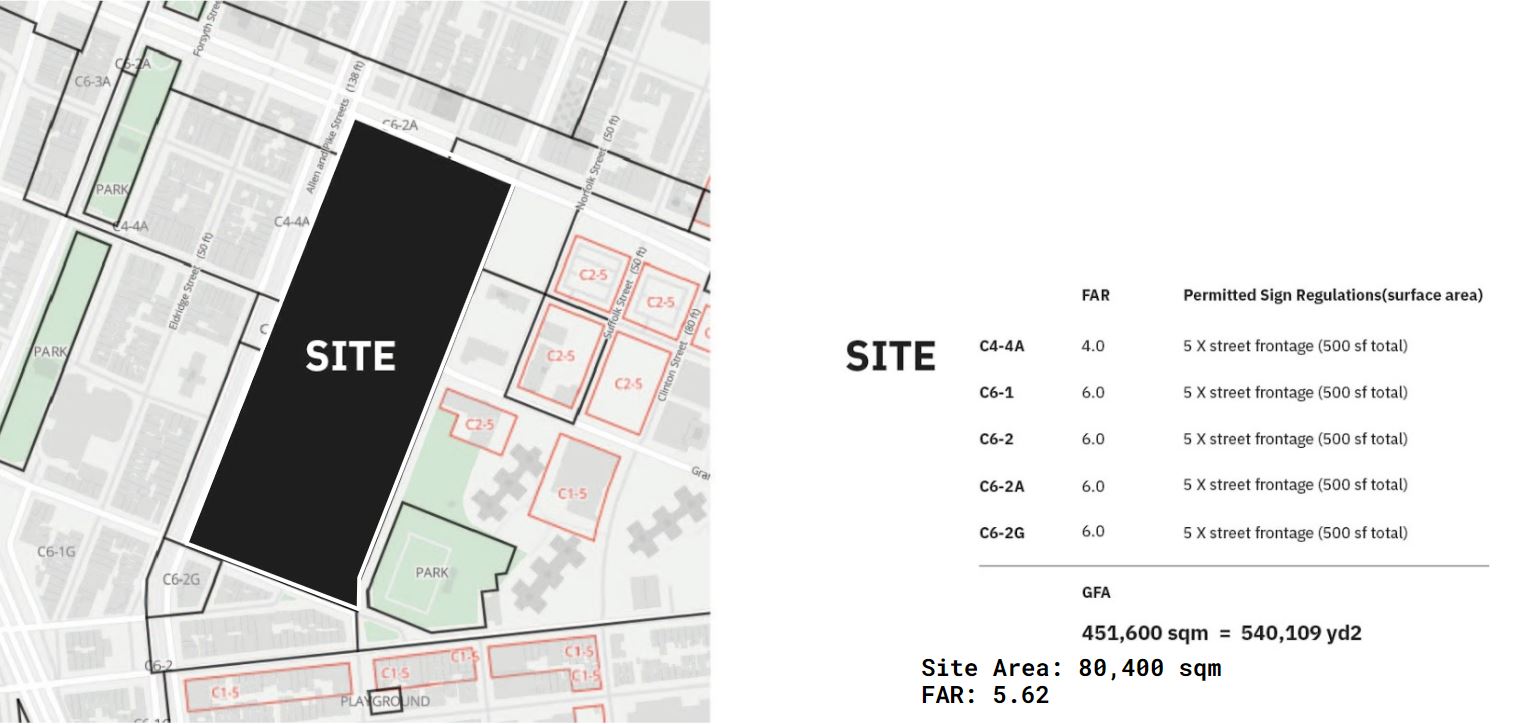 Forsyth Stre
C6-2A
C6-3A
Allen and Pike Streets (138 ft)
C6-2A
Norfolk Street (50 ft)
PARK
C4-4A
C4-4A
Eldridge Street (50 ft)
C2-5
Suffolk Street (50 ft)
C2-5
C
PARK
SITE
C2-5
Clinton Street (80 ft)
C2-5
C2-5
Gran
C1-5
C6-1G
C6-2G
PARK
C6-2
C1-5
C1-5
C1-5
C1-5
C1-5
PLAYGROUND
FAR Permitted Sign Regulations(surface area)
SITE
C4-4A 4.0 5 X street frontage (500 sf total)
C6-1 6.0 5 X street frontage (500 sf total)
C6-2 6.0 5 X street frontage (500 sf total)
C6-2A 6.0 5 X street frontage (500 sf total)
C6-2G 6.0 5 X street frontage (500 sf total)
GFA
451,600 sqm = 540,109 yd2
Site Area: 80,400 sqm
FAR: 5.62